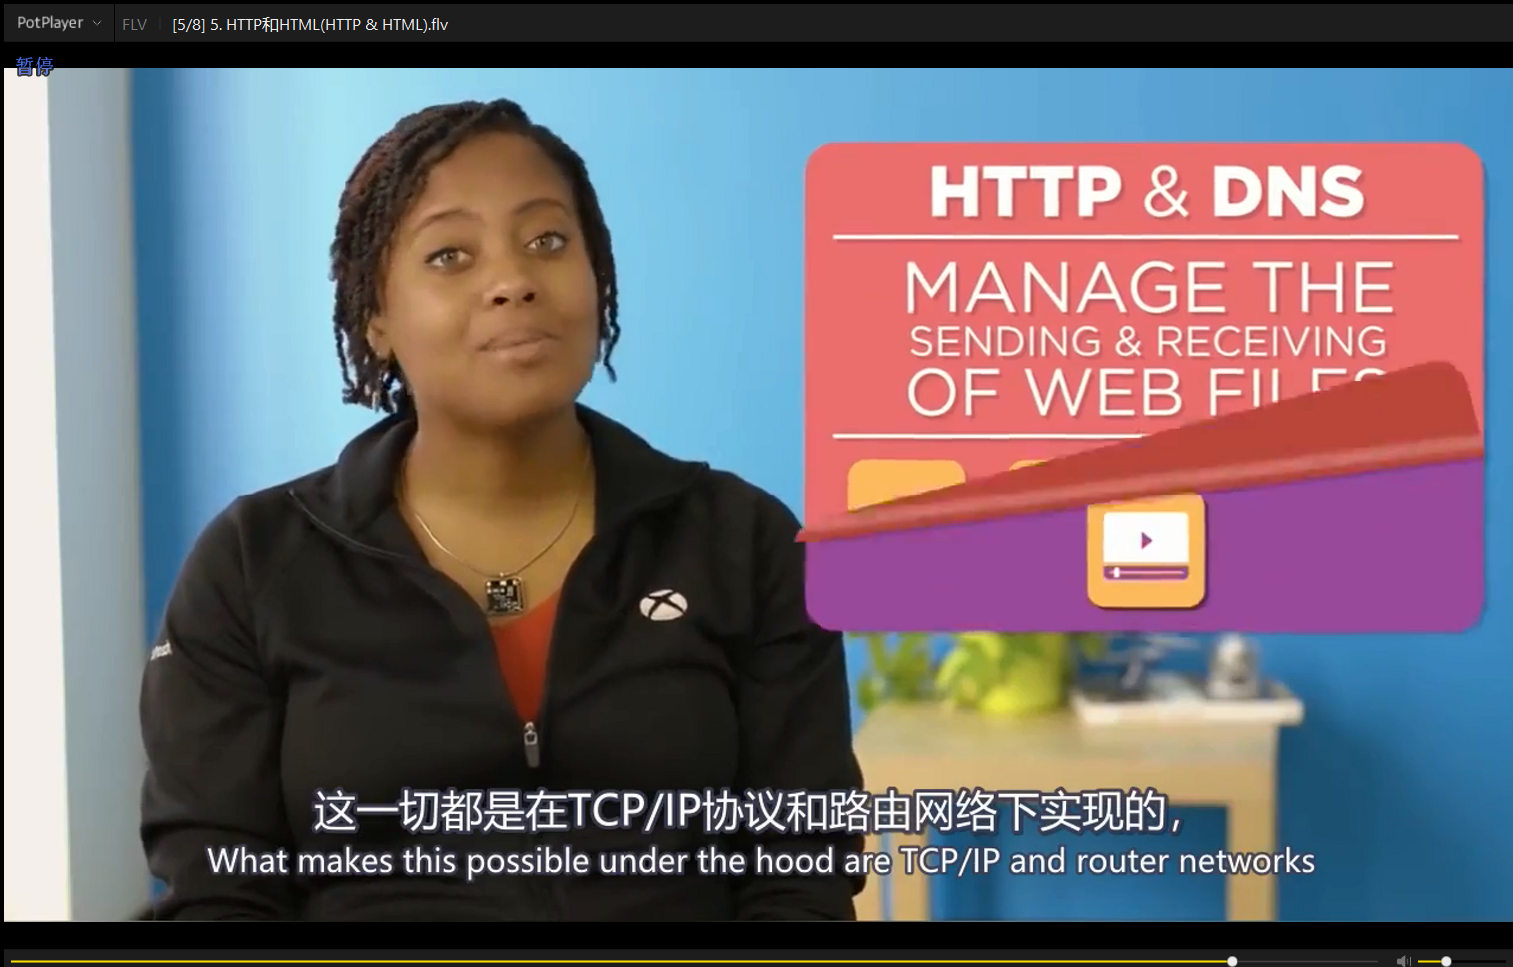 PotPlayer
FLV
[5/8] 5. HTTP和HTML(HTTP & HTML).flv
暂停
HTTP & DNS
MANAGE THE
SENDING & RECEIVING
OF WEB FILES
这一切都是在TCP/IP协议和路由网络下实现的，
What makes this possible under the hood are TCP/IP and router networks